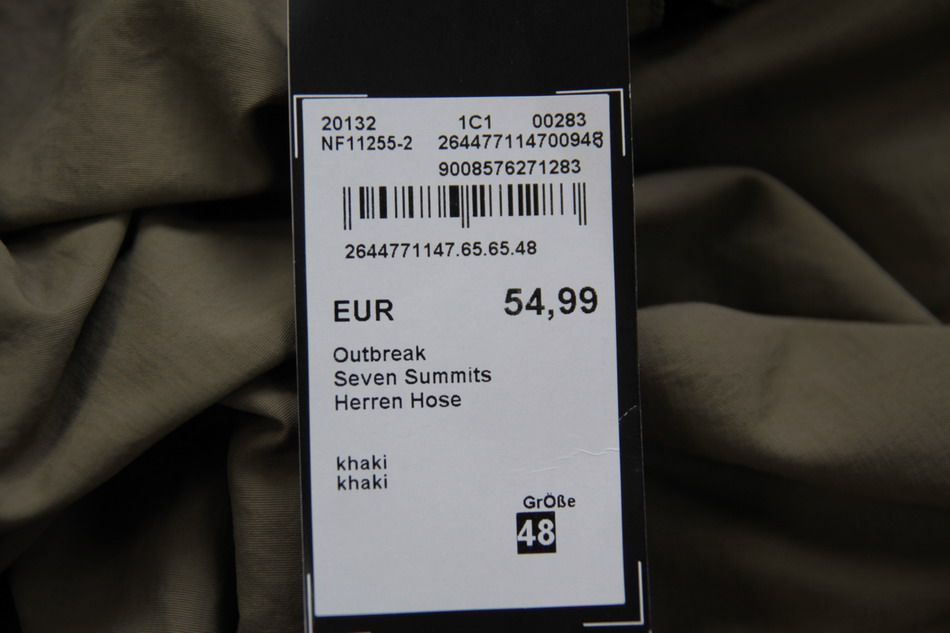 20132 1C1 00283
NF11255-2 264477114700948
9008576271283
2644771147.65.65.48
EUR 54,99
Outbreak
Seven Summits
Herren Hose
khaki
khaki
GrÖße
48